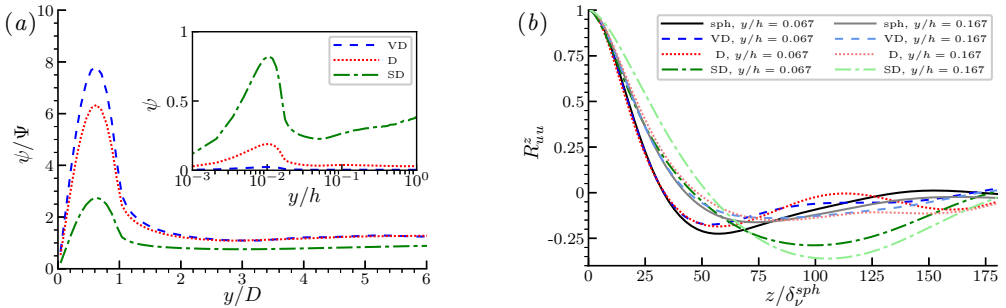 (a)
10
8
6
4
2
0
0
1
2
3
4
5
6
ψ/Ψ
y/D
1
0.5
0
10⁻³
10⁻²
10⁻¹
10⁰
ψ
y/h
VD
D
SD
(b)
1
0.75
0.5
0.25
0
-0.25
0
25
50
75
100
125
150
175
R^z_{uu}
z/δ_ν^{sph}
sph, y/h = 0.067
VD, y/h = 0.067
D, y/h = 0.067
SD, y/h = 0.067
sph, y/h = 0.167
VD, y/h = 0.167
D, y/h = 0.167
SD, y/h = 0.167